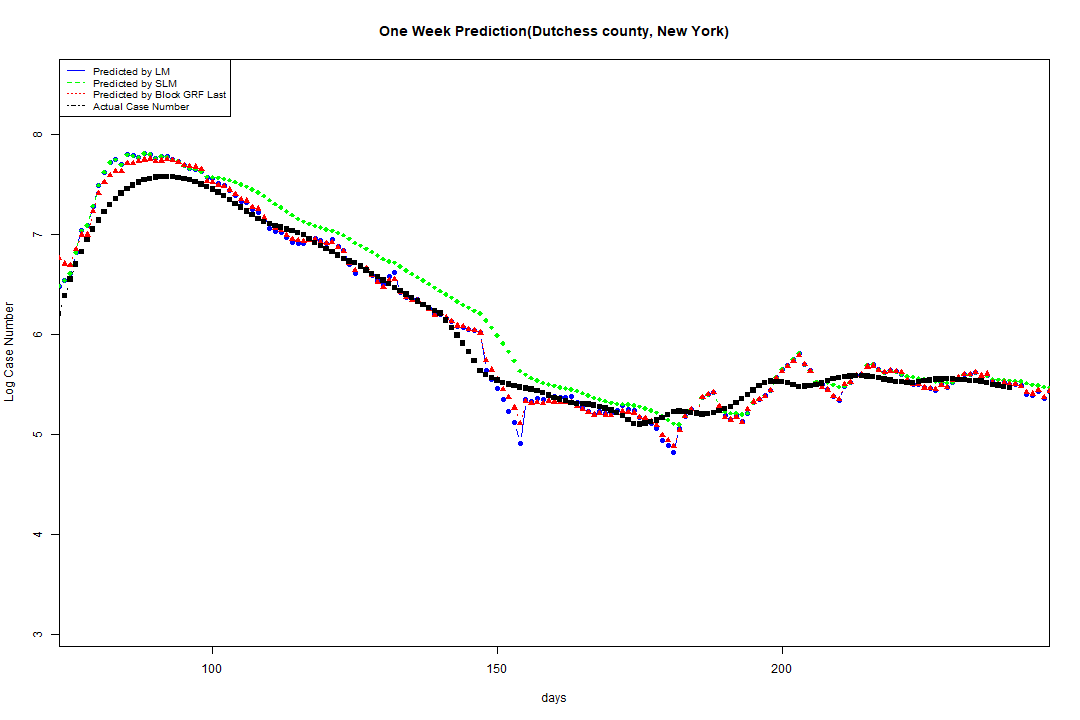 One Week Prediction(Dutchess county, New York)
Predicted by LM
Predicted by SLM
Predicted by Block GRF Last
Actual Case Number
Log Case Number
8
7
6
5
4
3
100
150
200
days